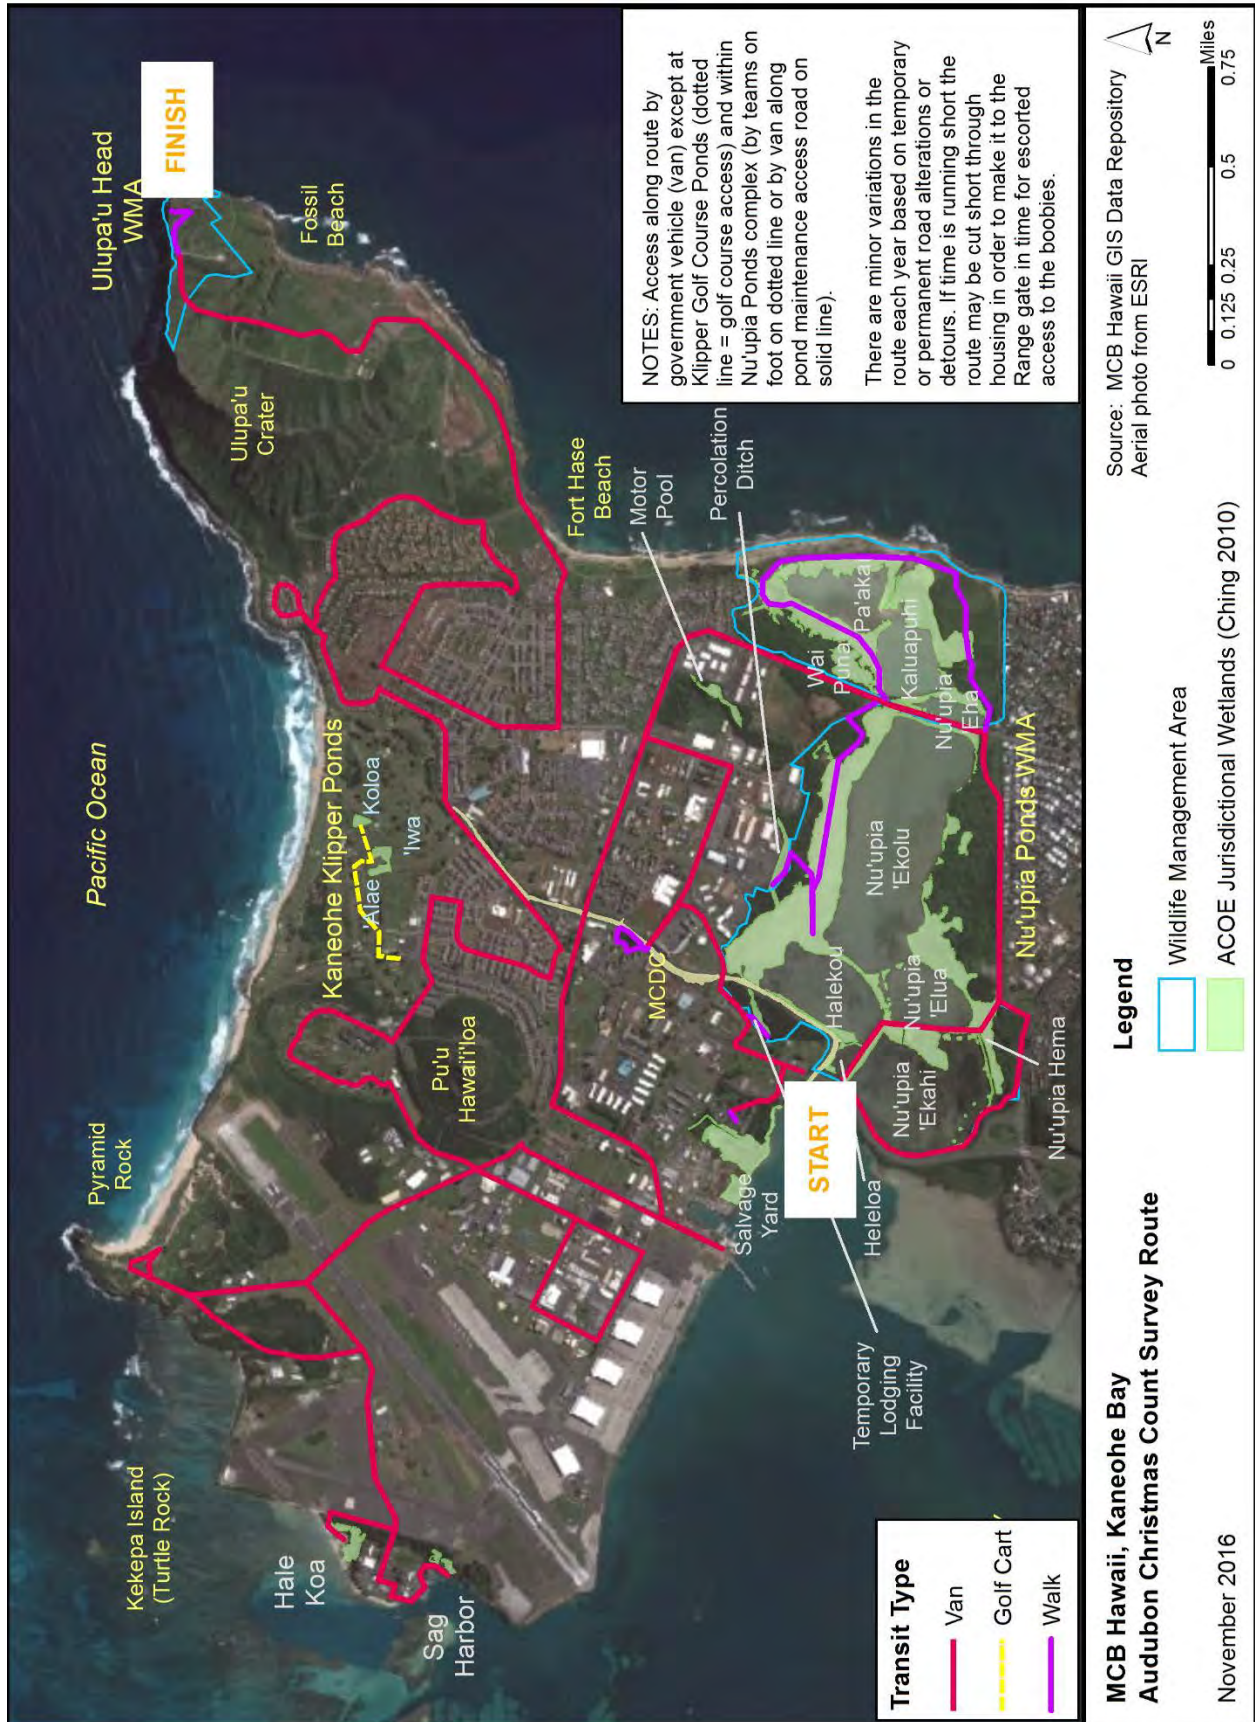 Pacific Ocean
Kekepa Island
(Turtle Rock)
Pyramid
Rock
Ulupa'u Head
WMA
FINISH
Hale
Koa
Sag
Harbor
Kaneohe Klipper Ponds
Koloa
'Iwa
'Alae
Ulupa'u
Crater
Fossil
Beach
Pu'u
Hawai'i'loa
MCDC
Fort Hase
Beach
Motor
Pool
Percolation
Ditch
Salvage
Yard
START
Temporary
Lodging
Facility
Heleloa
Halekou
Nu'upia
'Ekahi
Nu'upia
'Elua
Nu'upia
'Ekolu
Nu'upia
Eha
Wai
Puna
Kaluapuhi
Pa'akai
Nu'upia Hema
Nu'upia Ponds WMA
NOTES: Access along route by
government vehicle (van) except at
Klipper Golf Course Ponds (dotted
line = golf course access) and within
Nu'upia Ponds complex (by teams on
foot on dotted line or by van along
pond maintenance access road on
solid line).
There are minor variations in the
route each year based on temporary
or permanent road alterations or
detours. If time is running short the
route may be cut short through
housing in order to make it to the
Range gate in time for escorted
access to the boobies.
Transit Type
Van
Golf Cart
Walk
MCB Hawaii, Kaneohe Bay
Audubon Christmas Count Survey Route
November 2016
Legend
Wildlife Management Area
ACOE Jurisdictional Wetlands (Ching 2010)
Source: MCB Hawaii GIS Data Repository
Aerial photo from ESRI
N
Miles
0 0.125 0.25 0.5 0.75